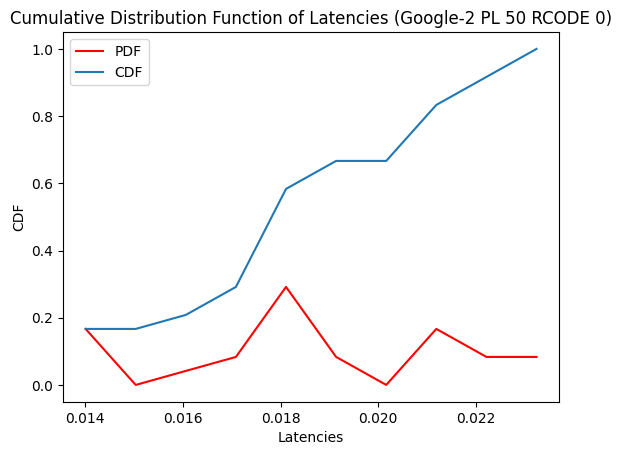 Cumulative Distribution Function of Latencies (Google-2 PL 50 RCODE 0)
PDF
CDF
1.0
0.8
0.6
0.4
0.2
0.0
CDF
0.014 0.016 0.018 0.020 0.022
Latencies